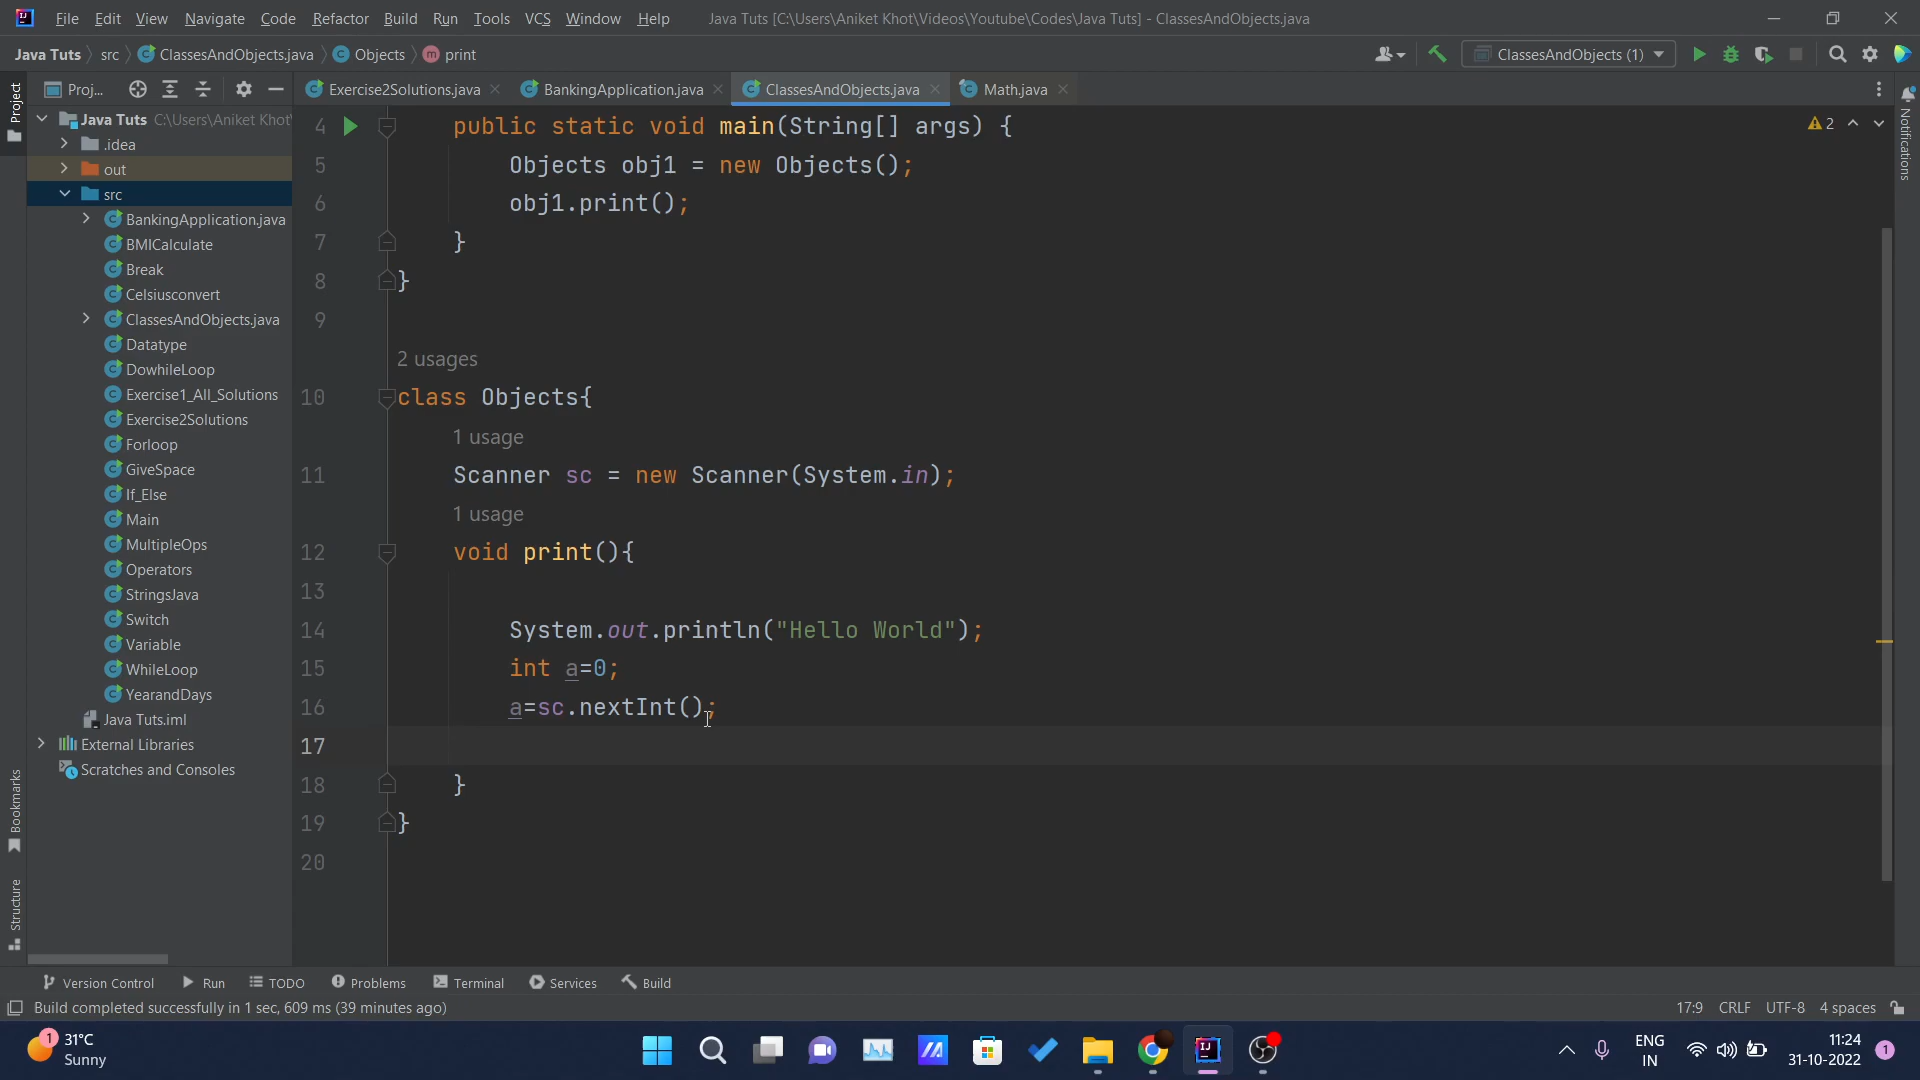 File Edit View Navigate Code Refactor Build Run Tools VCS Window Help Java Tuts [C:\Users\Aniket Khot\Videos\Youtube\Codes\Java Tuts] - ClassesAndObjects.java
Java Tuts src ClassesAndObjects.java Objects print ClassesAndObjects (1)
Project
Proj...
Exercise2Solutions.java BankingApplication.java ClassesAndObjects.java Math.java
Notifications
Java Tuts C:\Users\Aniket Khot\
.idea
out
src
BankingApplication.java
BMICalculate
Break
Celsiusconvert
ClassesAndObjects.java
Datatype
DowhileLoop
Exercise1_All_Solutions
Exercise2Solutions
Forloop
GiveSpace
If_Else
Main
MultipleOps
Operators
StringsJava
Switch
Variable
WhileLoop
YearandDays
Java Tuts.iml
External Libraries
Scratches and Consoles
Bookmarks
Structure
2
4 public static void main(String[] args) {
5 Objects obj1 = new Objects();
6 obj1.print();
7 }
8 }
9
2 usages
10 class Objects{
1 usage
11 Scanner sc = new Scanner(System.in);
1 usage
12 void print(){
13
14 System.out.println("Hello World");
15 int a=0;
16 a=sc.nextInt();
17
18 }
19 }
20
Version Control Run TODO Problems Terminal Services Build
Build completed successfully in 1 sec, 609 ms (39 minutes ago) 17:9 CRLF UTF-8 4 spaces
1
31°C
Sunny
IJ
ENG
IN
11:24
31-10-2022
1